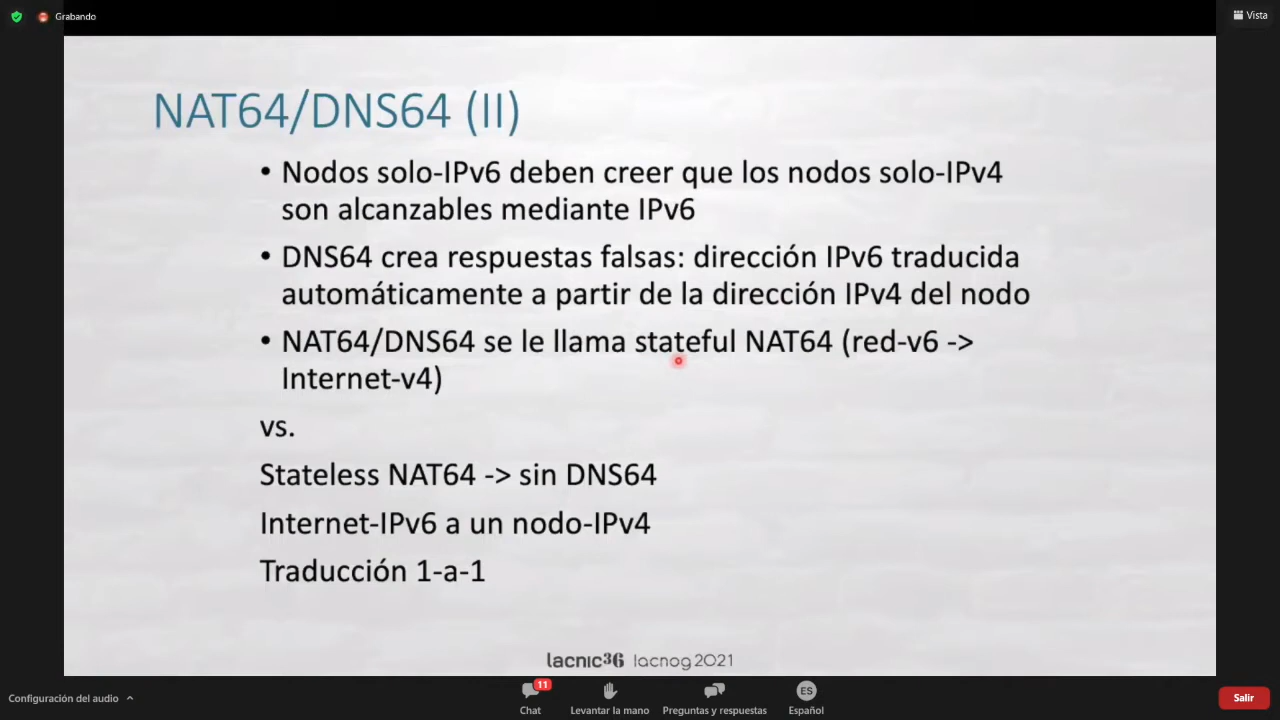 Grabando
Vista
NAT64/DNS64 (II)
• Nodos solo-IPv6 deben creer que los nodos solo-IPv4
son alcanzables mediante IPv6
• DNS64 crea respuestas falsas: dirección IPv6 traducida
automáticamente a partir de la dirección IPv4 del nodo
• NAT64/DNS64 se le llama stateful NAT64 (red-v6 ->
Internet-v4)
vs.
Stateless NAT64 -> sin DNS64
Internet-IPv6 a un nodo-IPv4
Traducción 1-a-1
lacnic36 lacnog2021
Configuración del audio
11
Chat
Levantar la mano
Preguntas y respuestas
ES
Español
Salir